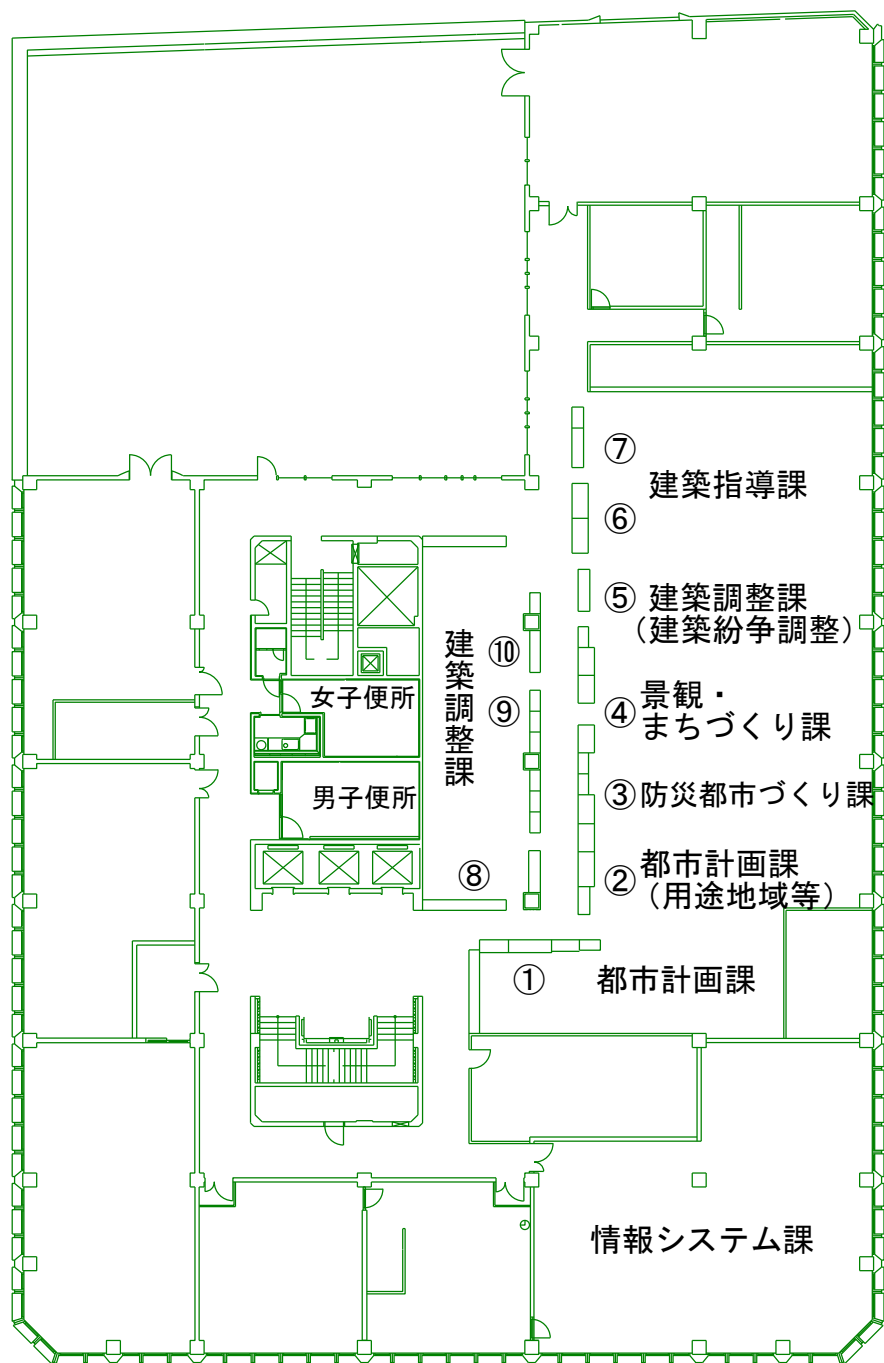 ⑦
建築指導課
⑥
⑤ 建築調整課
（建築紛争調整）
建築調整課
⑩
⑨
⑧
女子便所
男子便所
④ 景観・
まちづくり課
③ 防災都市づくり課
② 都市計画課
（用途地域等）
① 都市計画課
情報システム課